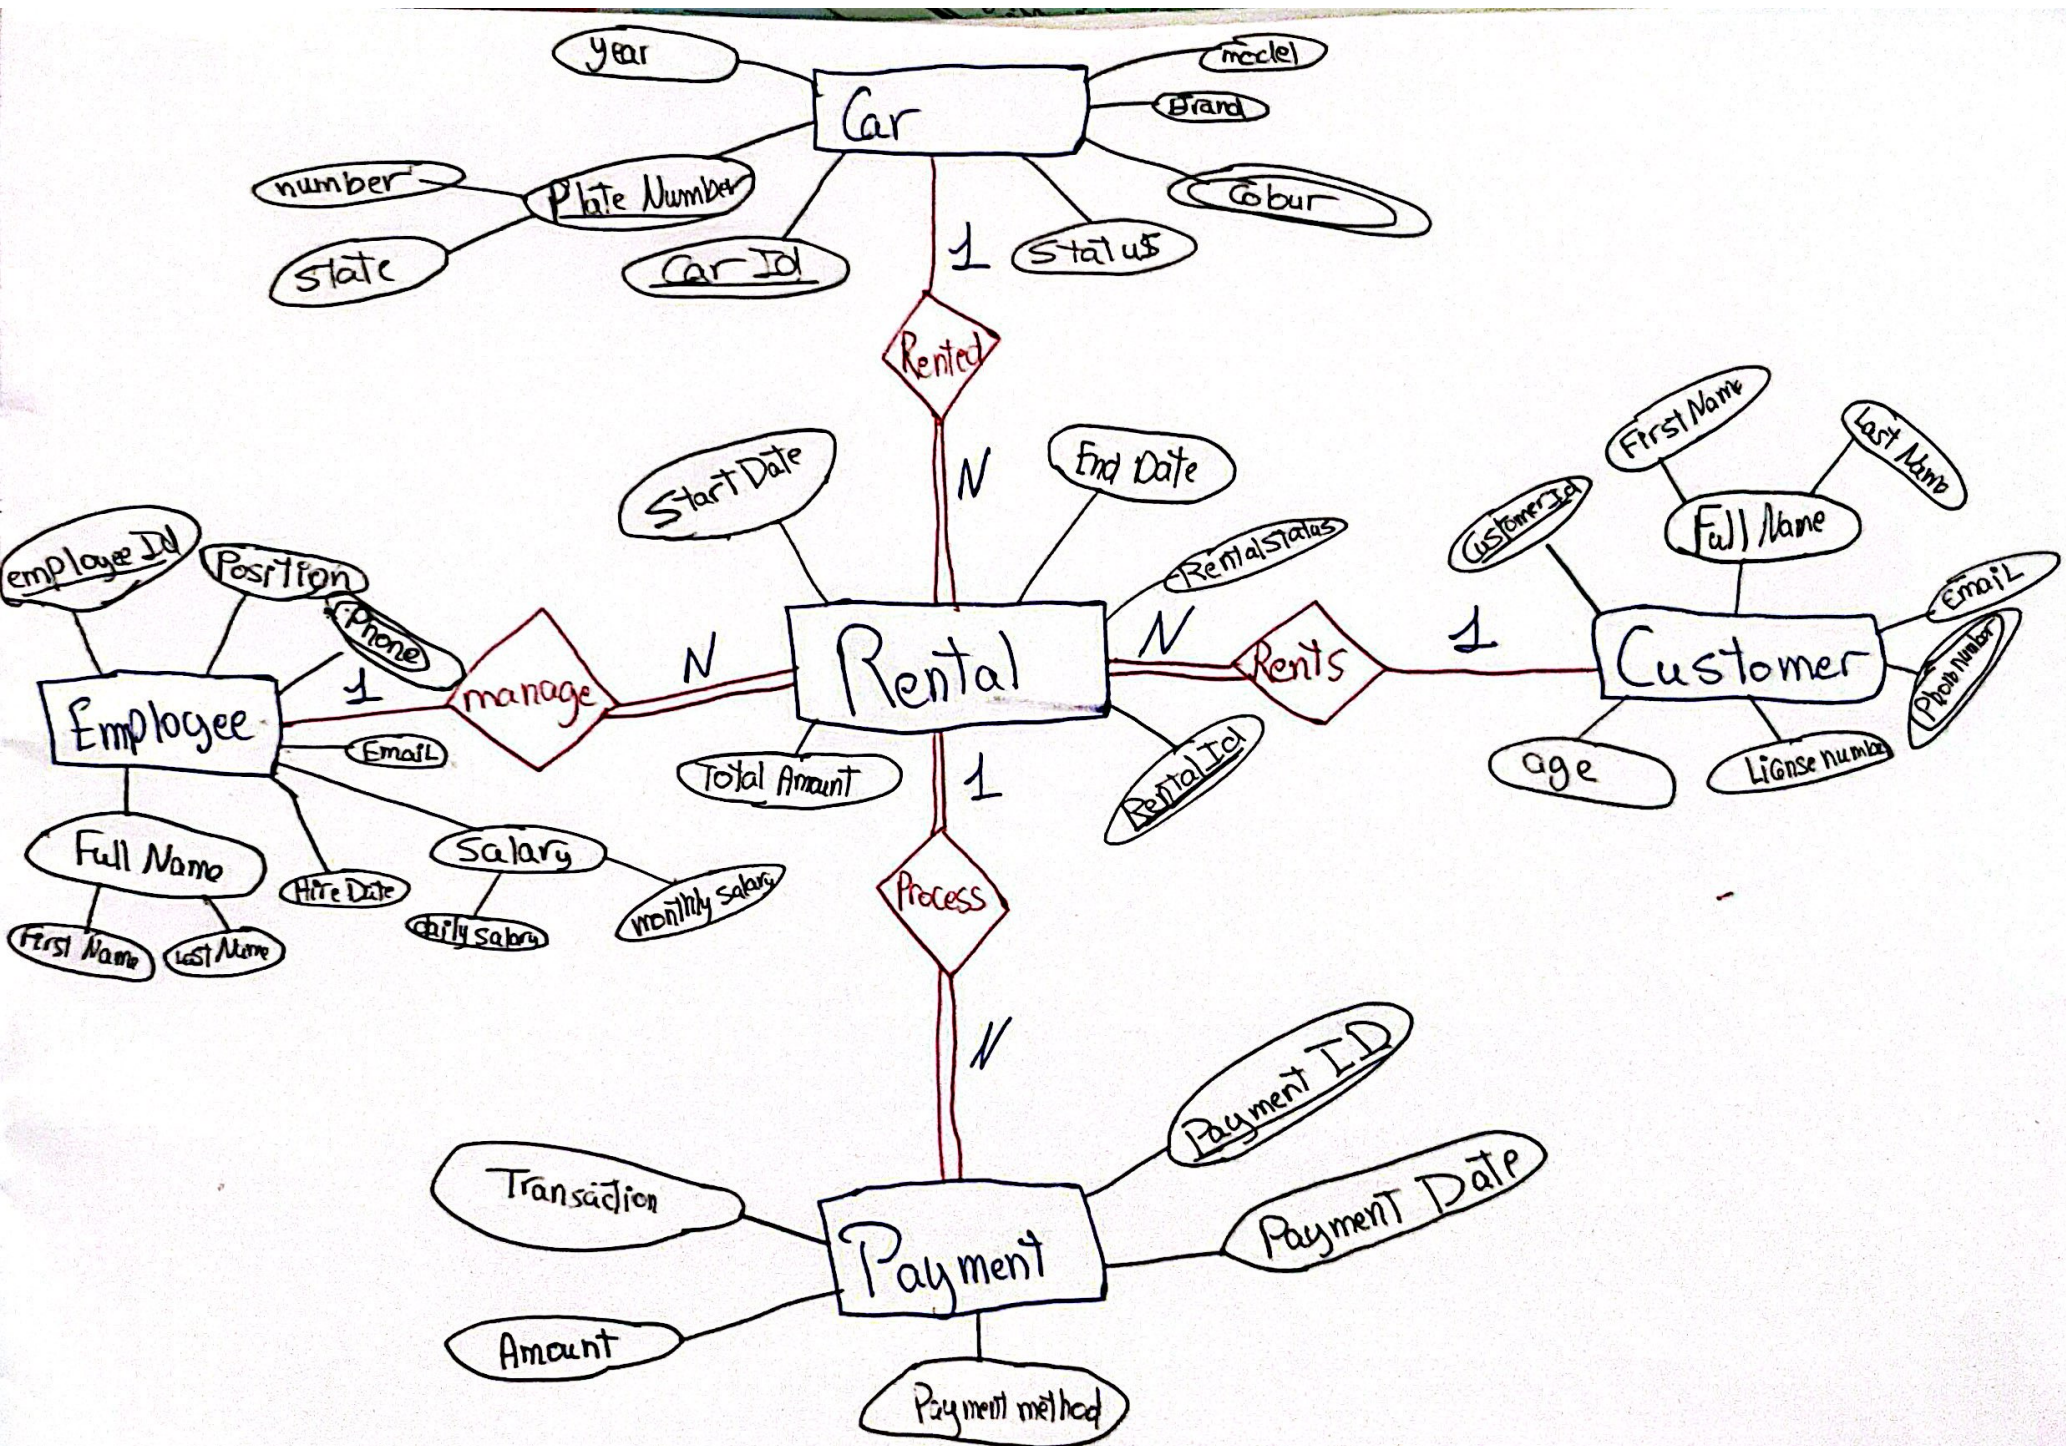 year
model
Brand
Car
number
Plate Number
Colour
State
Car Id
1
Status
Rented
First Name
Last Name
Start Date
N
End Date
Customer Id
Full Name
employee Id
Position
Rental Status
Email
Phone
manage
N
Rental
N
Rents
1
Customer
Phone number
1
Employee
Email
Total Amount
1
Rental Id
age
License number
Full Name
Hire Date
Salary
monthly salary
Process
First Name
Last Name
daily salary
N
Payment ID
Transaction
Payment Date
Payment
Amount
Payment method